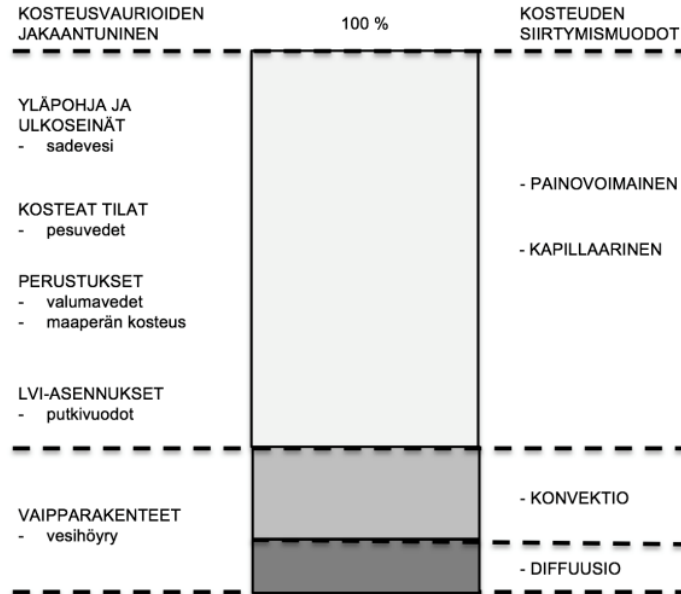 KOSTEUSVAURIOIDEN
JAKAANTUNINEN
100 %
KOSTEUDEN
SIIRTYMISMUODOT
YLÄPOHJA JA
ULKOSEINÄT
- sadevesi
KOSTEAT TILAT
- pesuvedet
PERUSTUKSET
- valumavedet
- maaperän kosteus
LVI-ASENNUKSET
- putkivuodot
- PAINOVOIMAINEN
- KAPILLAARINEN
VAIPPARAKENTEET
- vesihöyry
- KONVEKTIO
- DIFFUUSIO